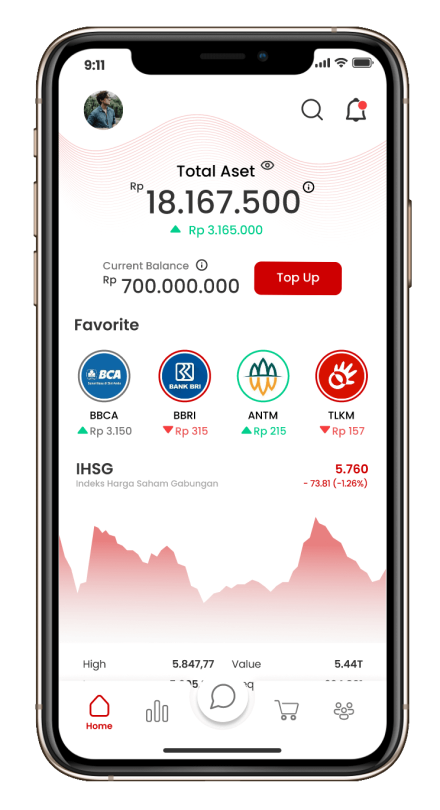 9:11
Total Aset
Rp 18.167.500
Rp 3.165.000
Current Balance
Rp 700.000.000
Top Up
Favorite
BCA
BANK BRI
BBCA
BBRI
ANTM
TLKM
Rp 3.150
Rp 315
Rp 215
Rp 157
IHSG
5.760
Indeks Harga Saham Gabungan
- 73.81 (-1.26%)
High
5.847,77
Value
5.44T
Home